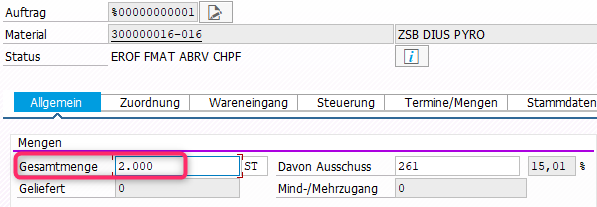 Auftrag %00000000001
Material 300000016-016 ZSB DIUS PYRO
Status EROF FMAT ABRV CHPF
Allgemein Zuordnung Wareneingang Steuerung Termine/Mengen Stammdaten
Mengen
Gesamtmenge 2.000 ST Davon Ausschuss 261 15,01 %
Geliefert 0 Mind-/Mehrzugang 0